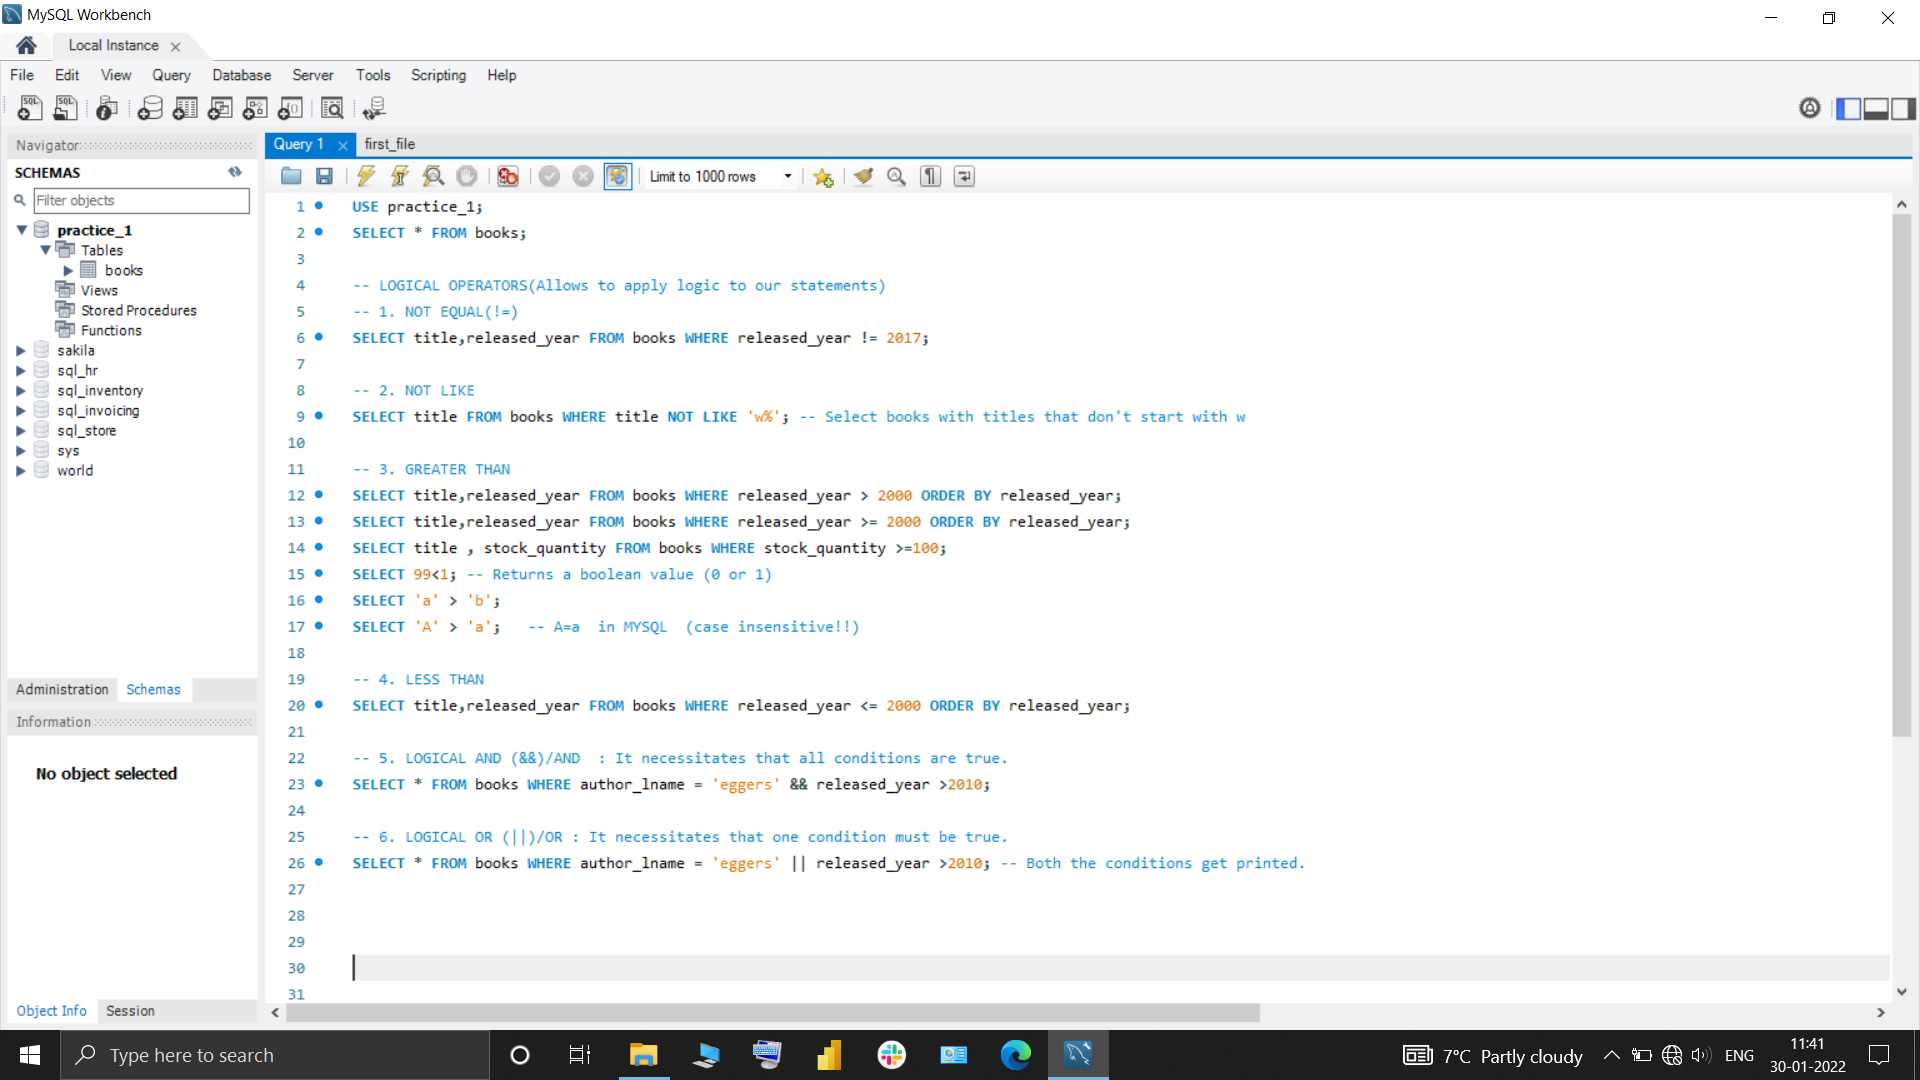 MySQL Workbench
Local Instance
File Edit View Query Database Server Tools Scripting Help
Navigator
SCHEMAS
Filter objects
practice_1
Tables
books
Views
Stored Procedures
Functions
sakila
sql_hr
sql_inventory
sql_invoicing
sql_store
sys
world
Administration Schemas
Information
No object selected
Object Info Session
Query 1 first_file
Limit to 1000 rows
1 USE practice_1;
2 SELECT * FROM books;
3
4 -- LOGICAL OPERATORS(Allows to apply logic to our statements)
5 -- 1. NOT EQUAL(!=)
6 SELECT title,released_year FROM books WHERE released_year != 2017;
7
8 -- 2. NOT LIKE
9 SELECT title FROM books WHERE title NOT LIKE 'w%'; -- Select books with titles that don't start with w
10
11 -- 3. GREATER THAN
12 SELECT title,released_year FROM books WHERE released_year > 2000 ORDER BY released_year;
13 SELECT title,released_year FROM books WHERE released_year >= 2000 ORDER BY released_year;
14 SELECT title , stock_quantity FROM books WHERE stock_quantity >=100;
15 SELECT 99<1; -- Returns a boolean value (0 or 1)
16 SELECT 'a' > 'b';
17 SELECT 'A' > 'a'; -- A=a in MYSQL (case insensitive!!)
18
19 -- 4. LESS THAN
20 SELECT title,released_year FROM books WHERE released_year <= 2000 ORDER BY released_year;
21
22 -- 5. LOGICAL AND (&&)/AND : It necessitates that all conditions are true.
23 SELECT * FROM books WHERE author_lname = 'eggers' && released_year >2010;
24
25 -- 6. LOGICAL OR (||)/OR : It necessitates that one condition must be true.
26 SELECT * FROM books WHERE author_lname = 'eggers' || released_year >2010; -- Both the conditions get printed.
27
28
29
30
31
Type here to search
7°C Partly cloudy
ENG
11:41
30-01-2022